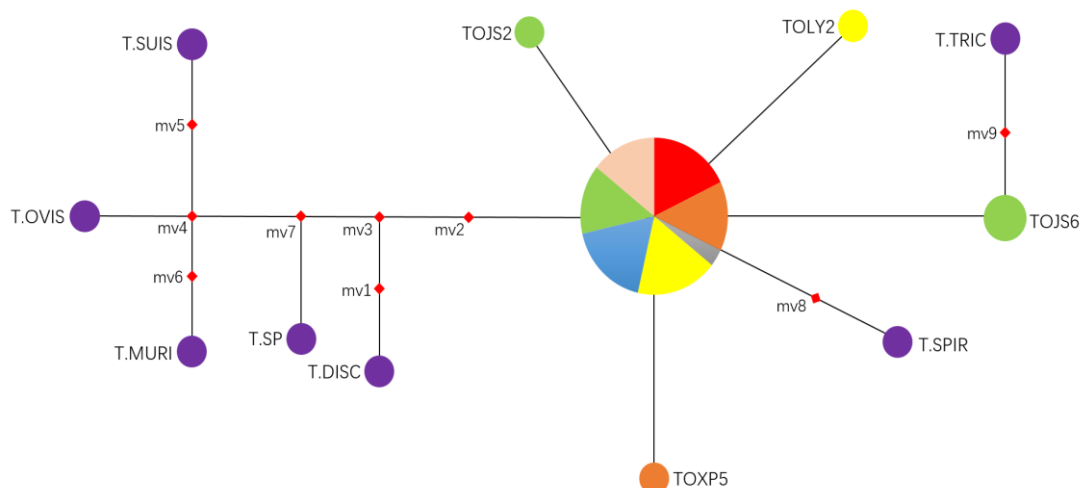 T.SUIS
TOJS2
TOLY2
T.TRIC
mv5
mv9
T.OVIS
mv4
mv7
mv3
mv2
TOJS6
mv6
mv1
mv8
T.MURI
T.SP
T.DISC
T.SPIR
TOXP5